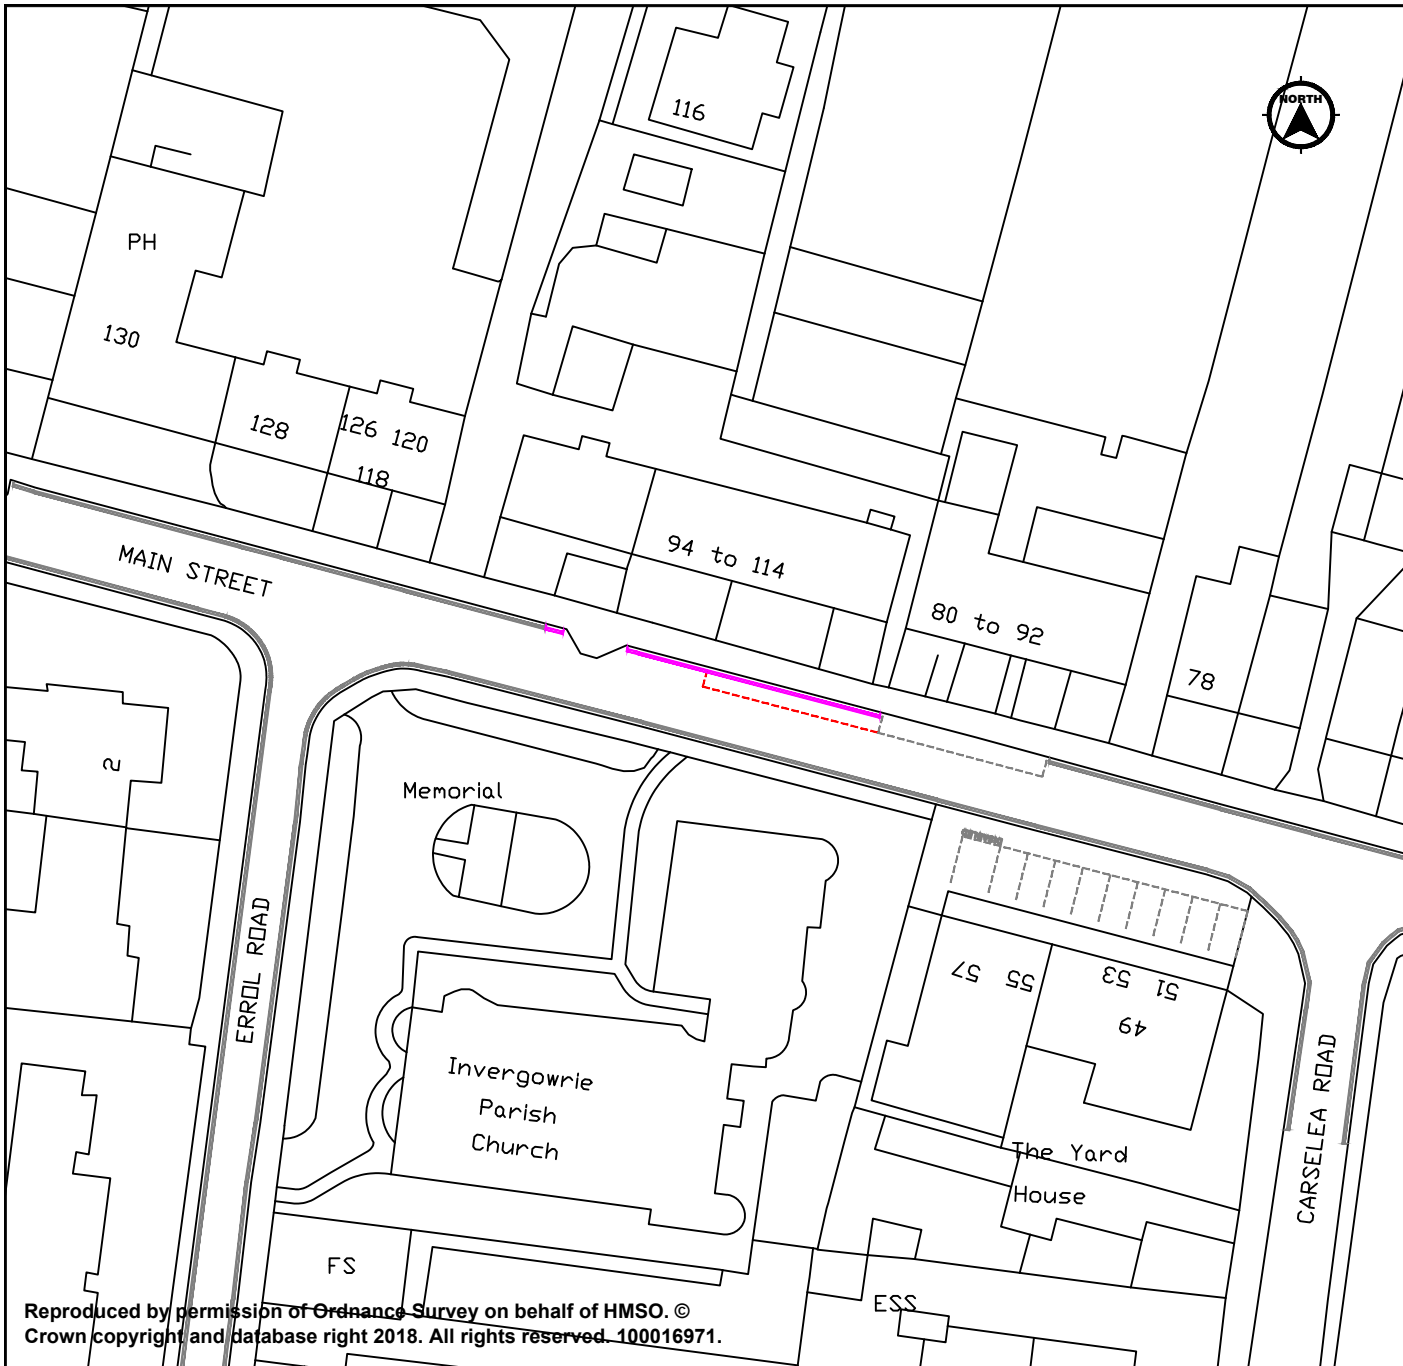 NORTH
116
PH
130
128
126 120
118
94 to 114
MAIN STREET
80 to 92
78
2
Memorial
ERROL ROAD
57 55 53 51
49
Invergowrie
Parish
Church
The Yard
House
CARSELEA ROAD
FS
ESS
Reproduced by permission of Ordnance Survey on behalf of HMSO. ©
Crown copyright and database right 2018. All rights reserved. 100016971.